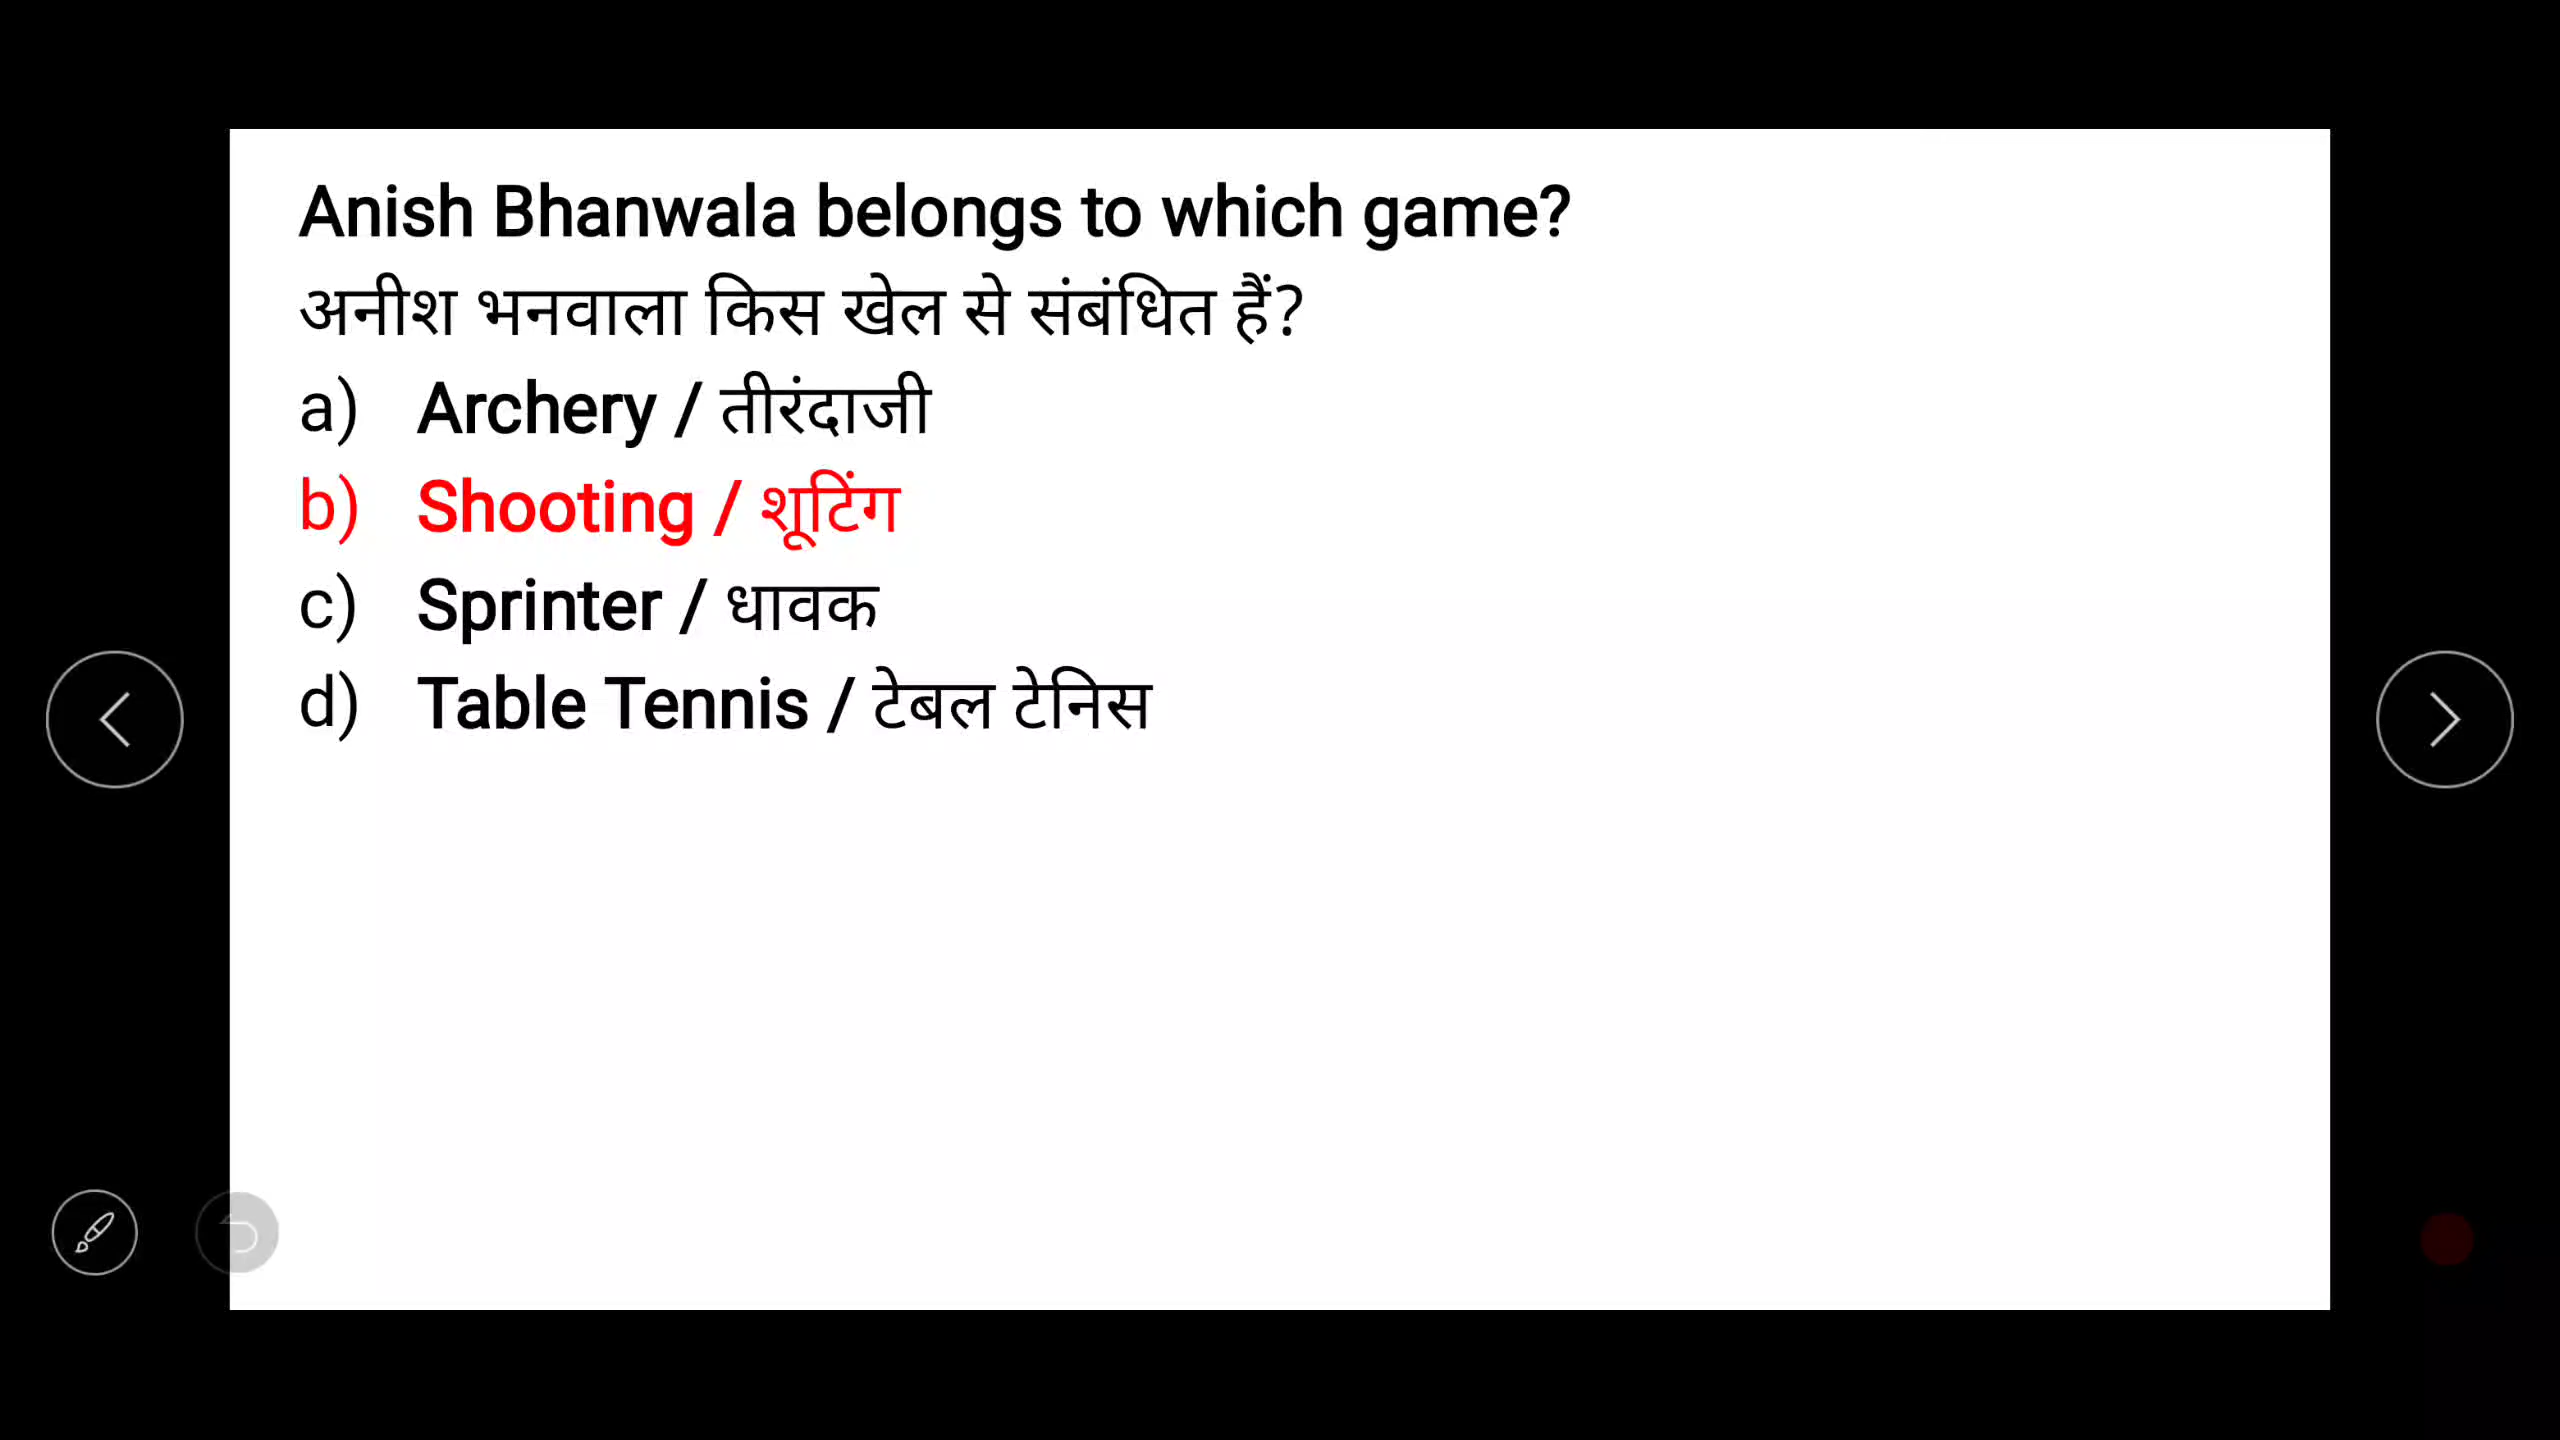 Anish Bhanwala belongs to which game?
अनीश भनवाला किस खेल से संबंधित हैं?
a) Archery / तीरंदाजी
b) Shooting / शूटिंग
c) Sprinter / धावक
d) Table Tennis / टेबल टेनिस